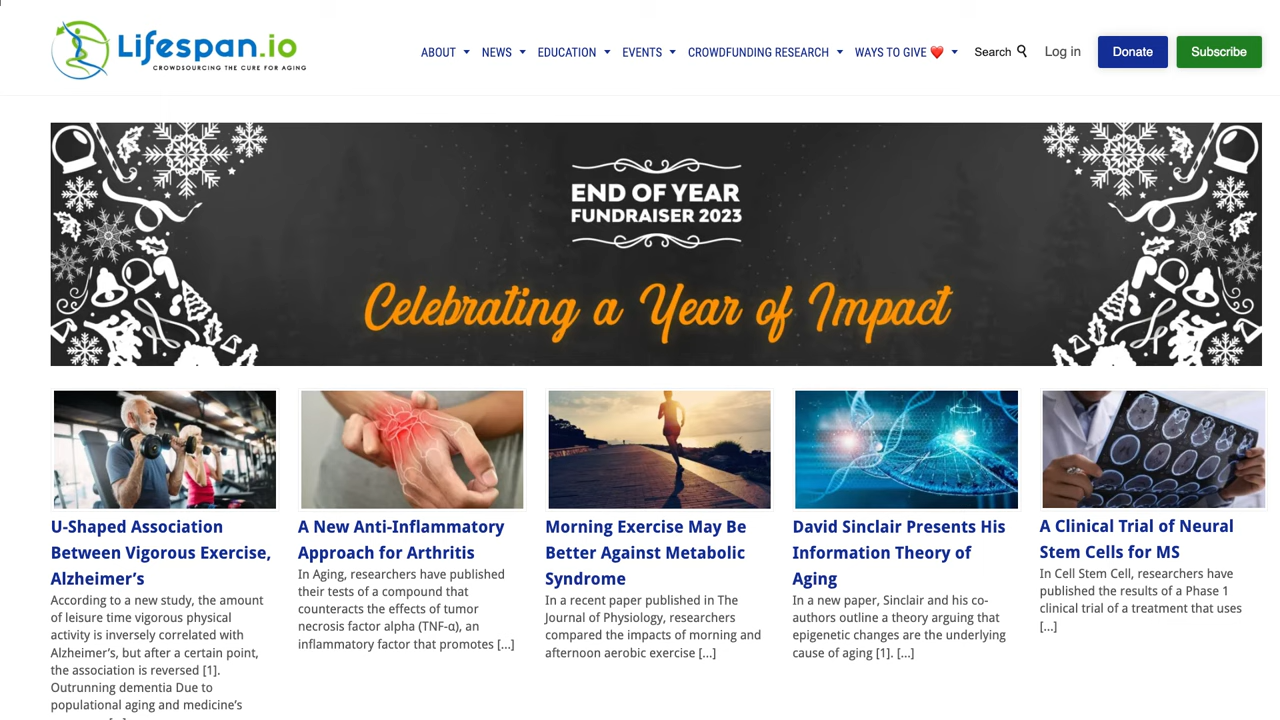 Lifespan.io
CROWDSOURCING THE CURE FOR AGING
ABOUT NEWS EDUCATION EVENTS CROWDFUNDING RESEARCH WAYS TO GIVE ❤️ Search Log in Donate Subscribe
END OF YEAR
FUNDRAISER 2023
Celebrating a Year of Impact
U-Shaped Association
Between Vigorous Exercise,
Alzheimer’s
According to a new study, the amount
of leisure time vigorous physical
activity is inversely correlated with
Alzheimer’s, but after a certain point,
the association is reversed [1].
Outrunning dementia Due to
populational aging and medicine’s
A New Anti-Inflammatory
Approach for Arthritis
In Aging, researchers have published
their tests of a compound that
counteracts the effects of tumor
necrosis factor alpha (TNF-α), an
inflammatory factor that promotes [...]
Morning Exercise May Be
Better Against Metabolic
Syndrome
In a recent paper published in The
Journal of Physiology, researchers
compared the impacts of morning and
afternoon aerobic exercise [...]
David Sinclair Presents His
Information Theory of
Aging
In a new paper, Sinclair and his co-
authors outline a theory arguing that
epigenetic changes are the underlying
cause of aging [1]. [...]
A Clinical Trial of Neural
Stem Cells for MS
In Cell Stem Cell, researchers have
published the results of a Phase 1
clinical trial of a treatment that uses
[...]